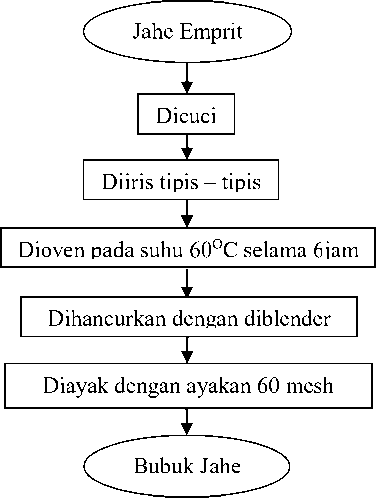 Jahe Emprit
Dicuci
Diiris tipis – tipis
Dioven pada suhu 60°C selama 6jam
Dihancurkan dengan diblender
Diayak dengan ayakan 60 mesh
Bubuk Jahe